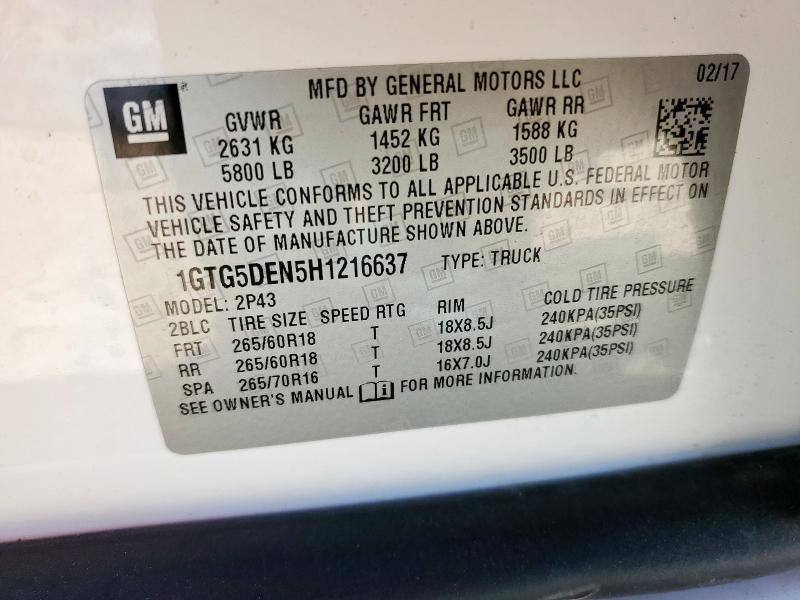 GM
MFD BY GENERAL MOTORS LLC
02/17
GVWR GAWR FRT GAWR RR
2631 KG 1452 KG 1588 KG
5800 LB 3200 LB 3500 LB
THIS VEHICLE CONFORMS TO ALL APPLICABLE U.S. FEDERAL MOTOR
VEHICLE SAFETY AND THEFT PREVENTION STANDARDS IN EFFECT ON
THE DATE OF MANUFACTURE SHOWN ABOVE.
1GTG5DEN5H1216637 TYPE: TRUCK
MODEL: 2P43
2BLC TIRE SIZE SPEED RTG RIM COLD TIRE PRESSURE
FRT 265/60R18 T 18X8.5J 240KPA(35PSI)
RR 265/60R18 T 18X8.5J 240KPA(35PSI)
SPA 265/70R16 T 16X7.0J 240KPA(35PSI)
SEE OWNER'S MANUAL FOR MORE INFORMATION.